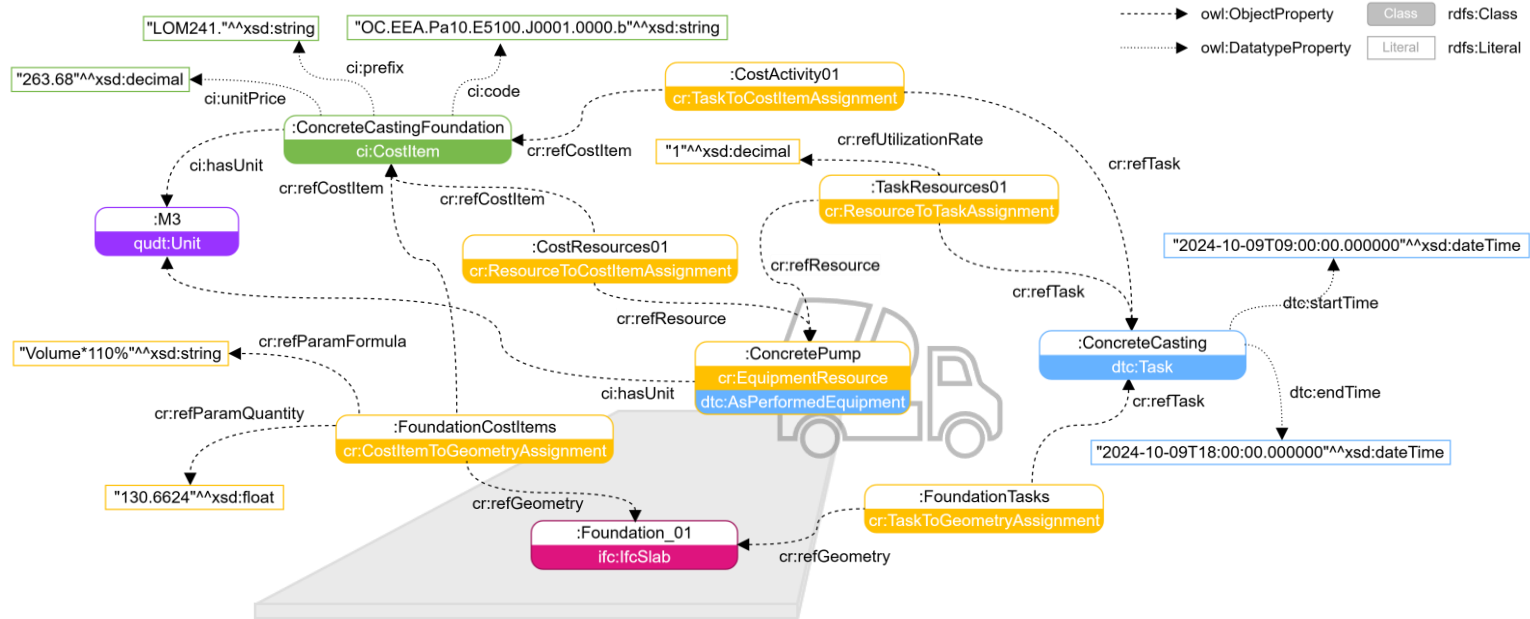 "LOM241."^^xsd:string
"OC.EEA.Pa10.E5100.J0001.0000.b"^^xsd:string
owl:ObjectProperty
Class
rdfs:Class
owl:DatatypeProperty
Literal
rdfs:Literal
"263.68"^^xsd:decimal
ci:prefix
ci:unitPrice
ci:code
:CostActivity01
cr:TaskToCostItemAssignment
:ConcreteCastingFoundation
ci:CostItem
cr:refCostItem
"1"^^xsd:decimal
cr:refUtilizationRate
cr:refTask
ci:hasUnit
cr:refCostItem
cr:refCostItem
:TaskResources01
cr:ResourceToTaskAssignment
:M3
qudt:Unit
:CostResources01
cr:ResourceToCostItemAssignment
cr:refResource
cr:refTask
"2024-10-09T09:00:00.000000"^^xsd:dateTime
dtc:startTime
cr:refResource
"Volume*110%"^^xsd:string
cr:refParamFormula
:ConcretePump
cr:EquipmentResource
dtc:AsPerformedEquipment
ci:hasUnit
:ConcreteCasting
dtc:Task
dtc:endTime
cr:refTask
cr:refParamQuantity
:FoundationCostItems
cr:CostItemToGeometryAssignment
"2024-10-09T18:00:00.000000"^^xsd:dateTime
"130.6624"^^xsd:float
cr:refGeometry
:FoundationTasks
cr:TaskToGeometryAssignment
:Foundation_01
ifc:IfcSlab
cr:refGeometry